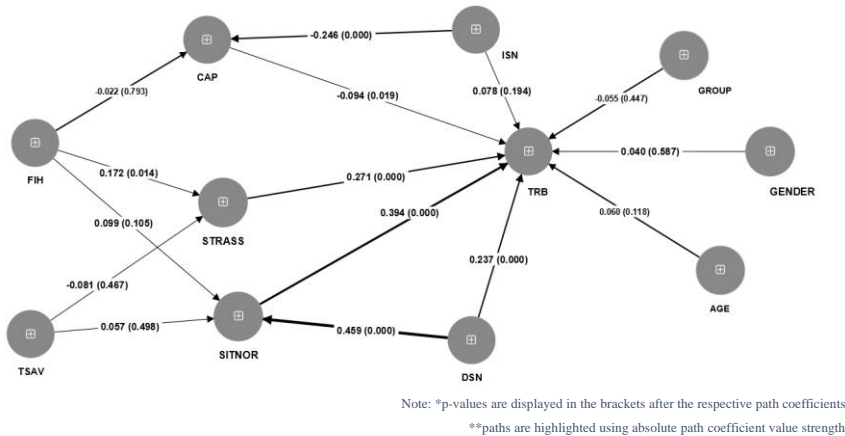 -0.246 (0.000)
ISN
CAP
GROUP
-0.022 (0.793)
0.078 (0.194)
-0.094 (0.019)
-0.055 (0.447)
FIH
0.172 (0.014)
0.271 (0.000)
TRB
0.040 (0.587)
GENDER
0.099 (0.105)
STRASS
0.394 (0.000)
0.060 (0.118)
0.237 (0.000)
-0.081 (0.467)
AGE
TSAV
0.057 (0.498)
SITNOR
0.459 (0.000)
DSN
Note: *p-values are displayed in the brackets after the respective path coefficients
**paths are highlighted using absolute path coefficient value strength